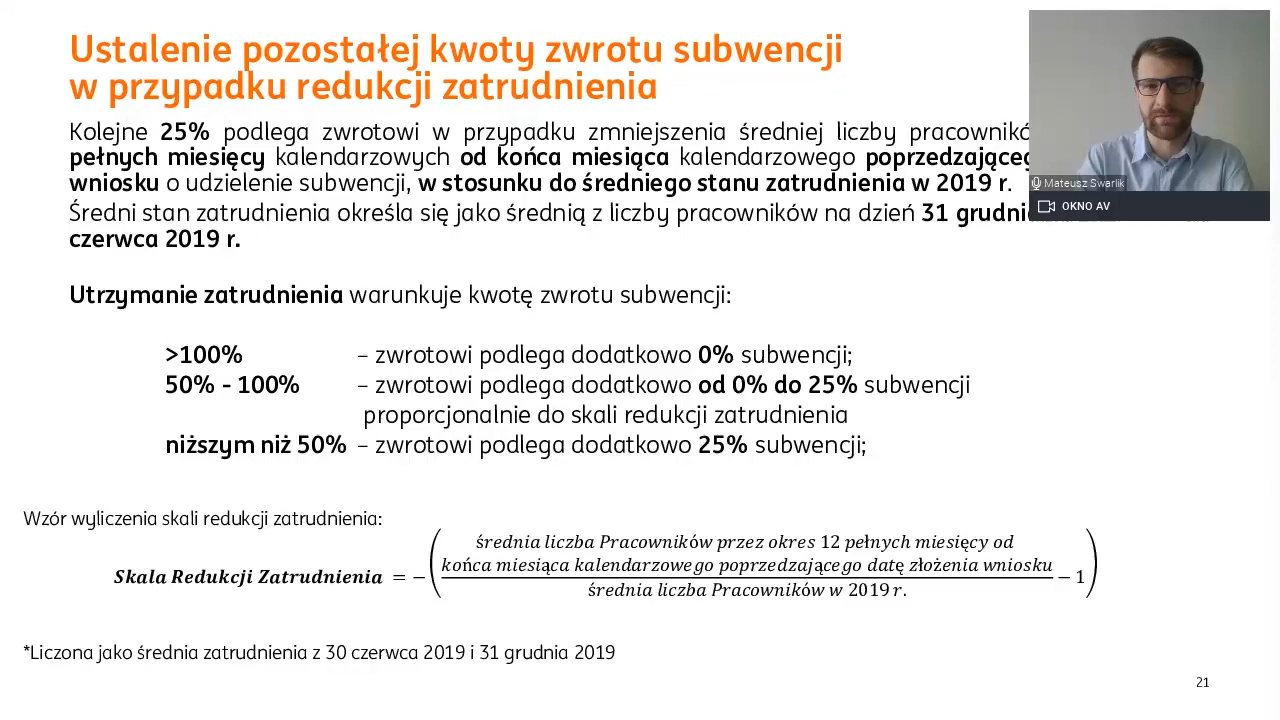 Ustalenie pozostałej kwoty zwrotu subwencji
w przypadku redukcji zatrudnienia
Kolejne 25% podlega zwrotowi w przypadku zmniejszenia średniej liczby
pełnych miesięcy kalendarzowych od końca miesiąca kalendarzowego
wniosku o udzielenie subwencji, w stosunku do średniego stanu zatrudnienia w 2019 r.
Średni stan zatrudnienia określa się jako średnią z liczby pracowników na dzień 31
czerwca 2019 r.
Mateusz Swarlik
OKNO AV
Utrzymanie zatrudnienia warunkuje kwotę zwrotu subwencji:
>100% – zwrotowi podlega dodatkowo 0% subwencji;
50% - 100% – zwrotowi podlega dodatkowo od 0% do 25% subwencji
proporcjonalnie do skali redukcji zatrudnienia
niższym niż 50% – zwrotowi podlega dodatkowo 25% subwencji;
Wzór wyliczenia skali redukcji zatrudnienia:
średnia liczba Pracowników przez okres 12 pełnych miesięcy od
końca miesiąca kalendarzowego poprzedzającego datę złożenia wniosku
Skala Redukcji Zatrudnienia = − ( − 1 )
średnia liczba Pracowników w 2019 r.
*Liczona jako średnia zatrudnienia z 30 czerwca 2019 i 31 grudnia 2019
21